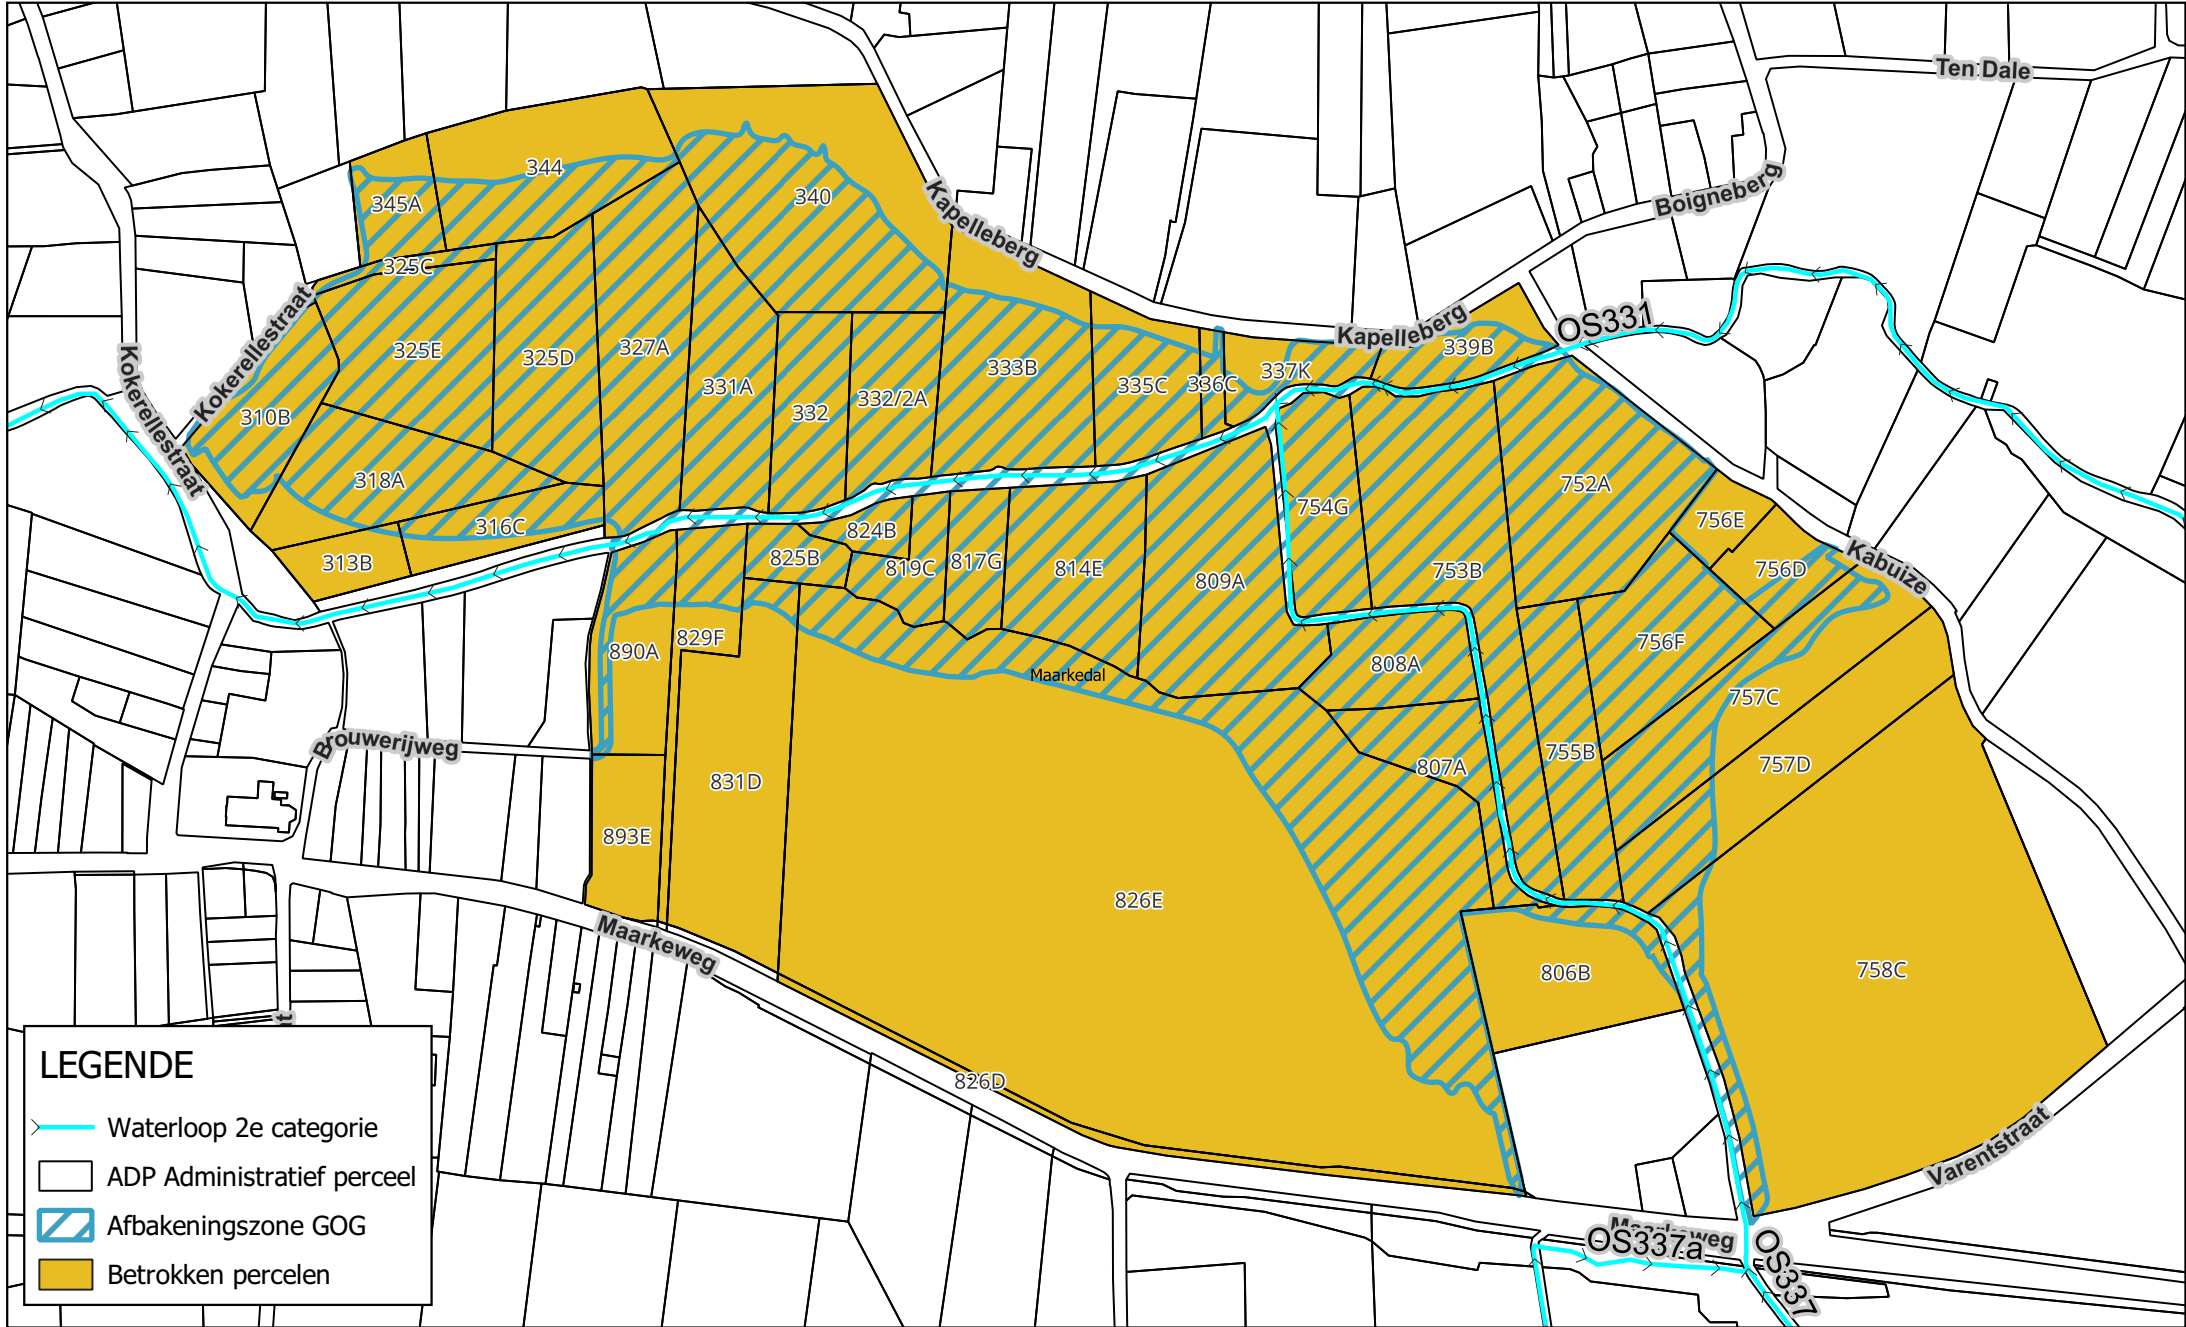 Ten Dale
Boigneberg
Kapelleberg
344
345A
340
325C
Kokerellestraat
Kokerellestraat
325E
325D
327A
331A
332
332/2A
333B
335C
336C
337K
Kapelleberg
339B
OS331
310B
318A
316C
313B
824B
825B
819C
817G
814E
809A
754G
753B
752A
756E
756D
Kabuize
756F
757C
757D
755B
808A
807A
890A
829F
Maarkedal
Brouwerijweg
831D
893E
826E
806B
758C
Maarkeweg
826D
Varentstraat
Maarkeweg
OS337a
OS337
LEGENDE
Waterloop 2e categorie
ADP Administratief perceel
Afbakeningszone GOG
Betrokken percelen